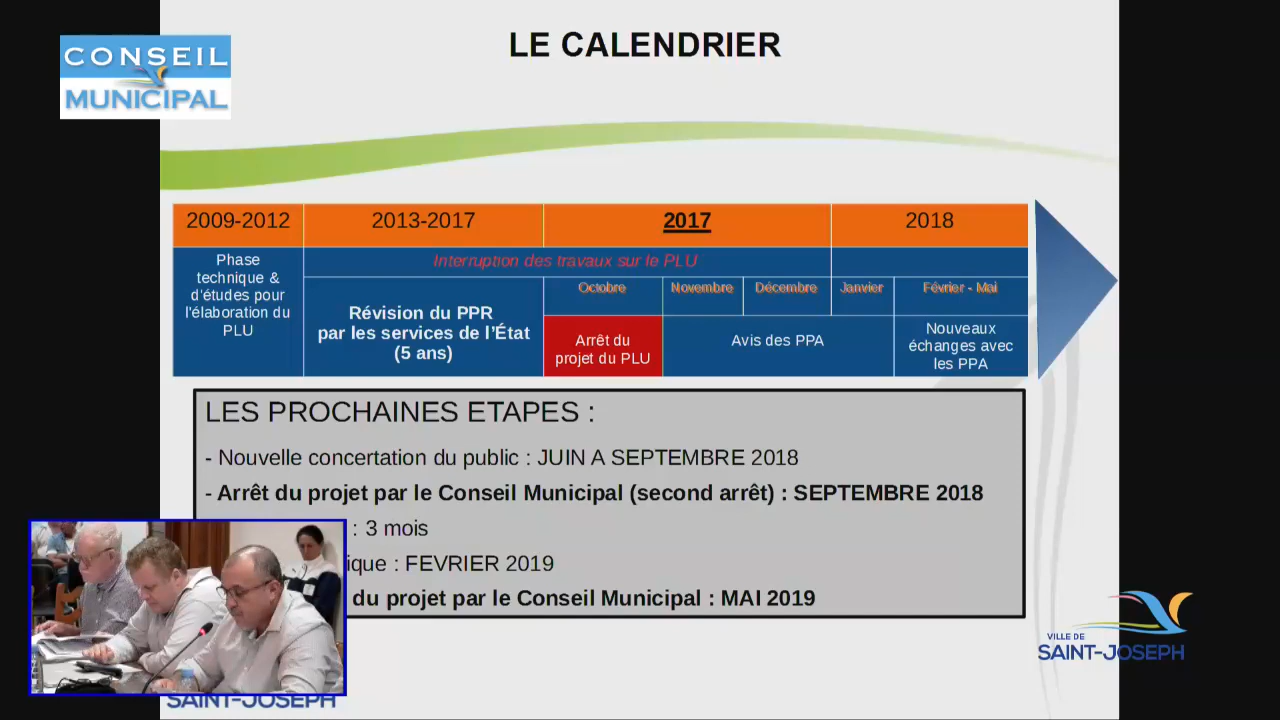 LE CALENDRIER
CONSEIL
MUNICIPAL
2009-2012
2013-2017
2017
2018
Phase
technique &
d'études pour
l'élaboration du
PLU
Interruption des travaux sur le PLU
Révision du PPR
par les services de l'État
(5 ans)
Octobre
Novembre
Décembre
Janvier
Février - Mai
Arrêt du
projet du PLU
Avis des PPA
Nouveaux
échanges avec
les PPA
LES PROCHAINES ETAPES :
- Nouvelle concertation du public : JUIN A SEPTEMBRE 2018
- Arrêt du projet par le Conseil Municipal (second arrêt) : SEPTEMBRE 2018
: 3 mois
ique : FEVRIER 2019
du projet par le Conseil Municipal : MAI 2019
VILLE DE
SAINT-JOSEPH
SAINT-JOSEPH